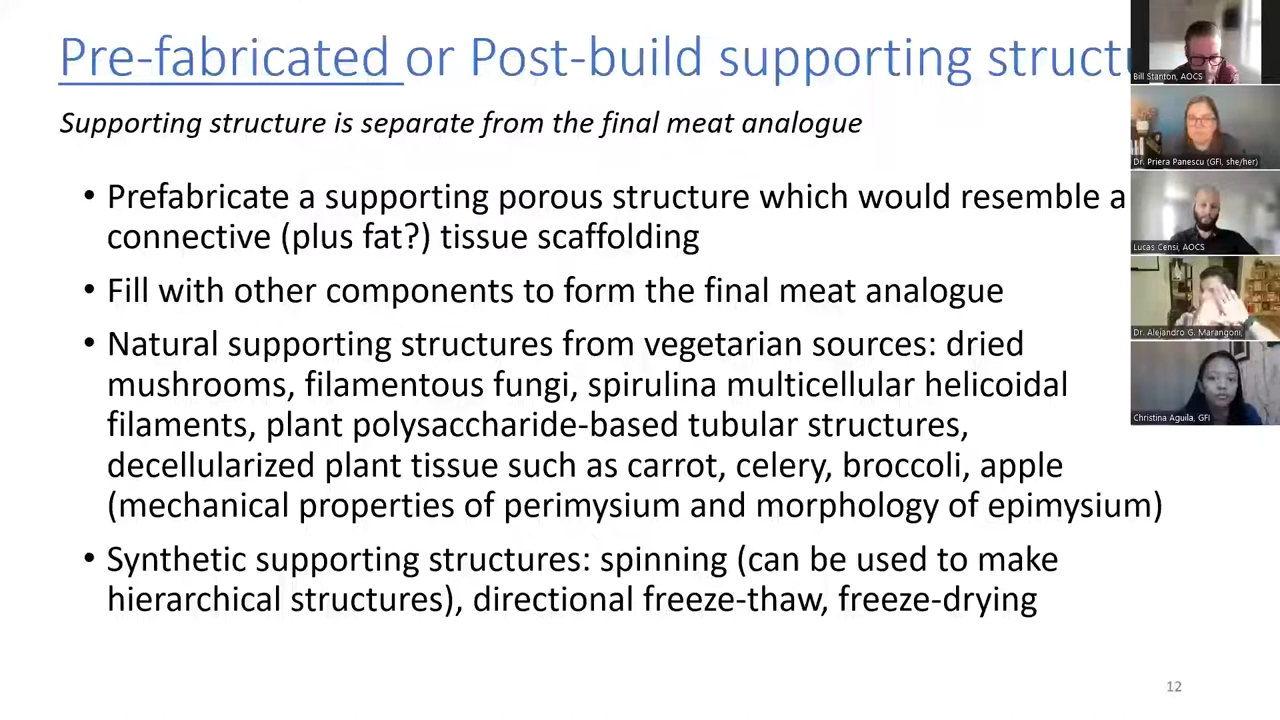 Pre-fabricated or Post-build supporting structu
Supporting structure is separate from the final meat analogue
• Prefabricate a supporting porous structure which would resemble a
connective (plus fat?) tissue scaffolding
• Fill with other components to form the final meat analogue
• Natural supporting structures from vegetarian sources: dried
mushrooms, filamentous fungi, spirulina multicellular helicoidal
filaments, plant polysaccharide-based tubular structures,
decellularized plant tissue such as carrot, celery, broccoli, apple
(mechanical properties of perimysium and morphology of epimysium)
• Synthetic supporting structures: spinning (can be used to make
hierarchical structures), directional freeze-thaw, freeze-drying
12
Bill Stanton, AOCS
Dr. Priera Panescu (GFI, she/her)
Lucas Censi, AOCS
Dr. Alejandro G. Marangoni
Christina Aguila, GFI